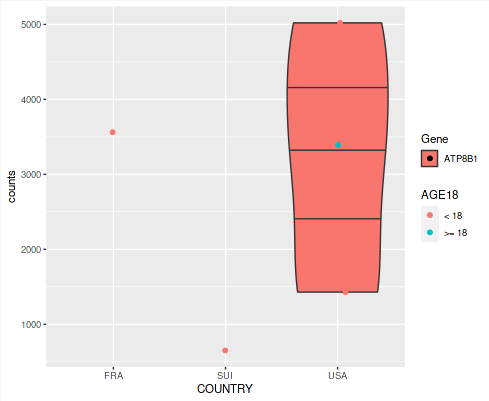 5000
4000
3000
2000
1000
counts
FRA
SUI
USA
COUNTRY
Gene
ATP8B1
AGE18
< 18
>= 18